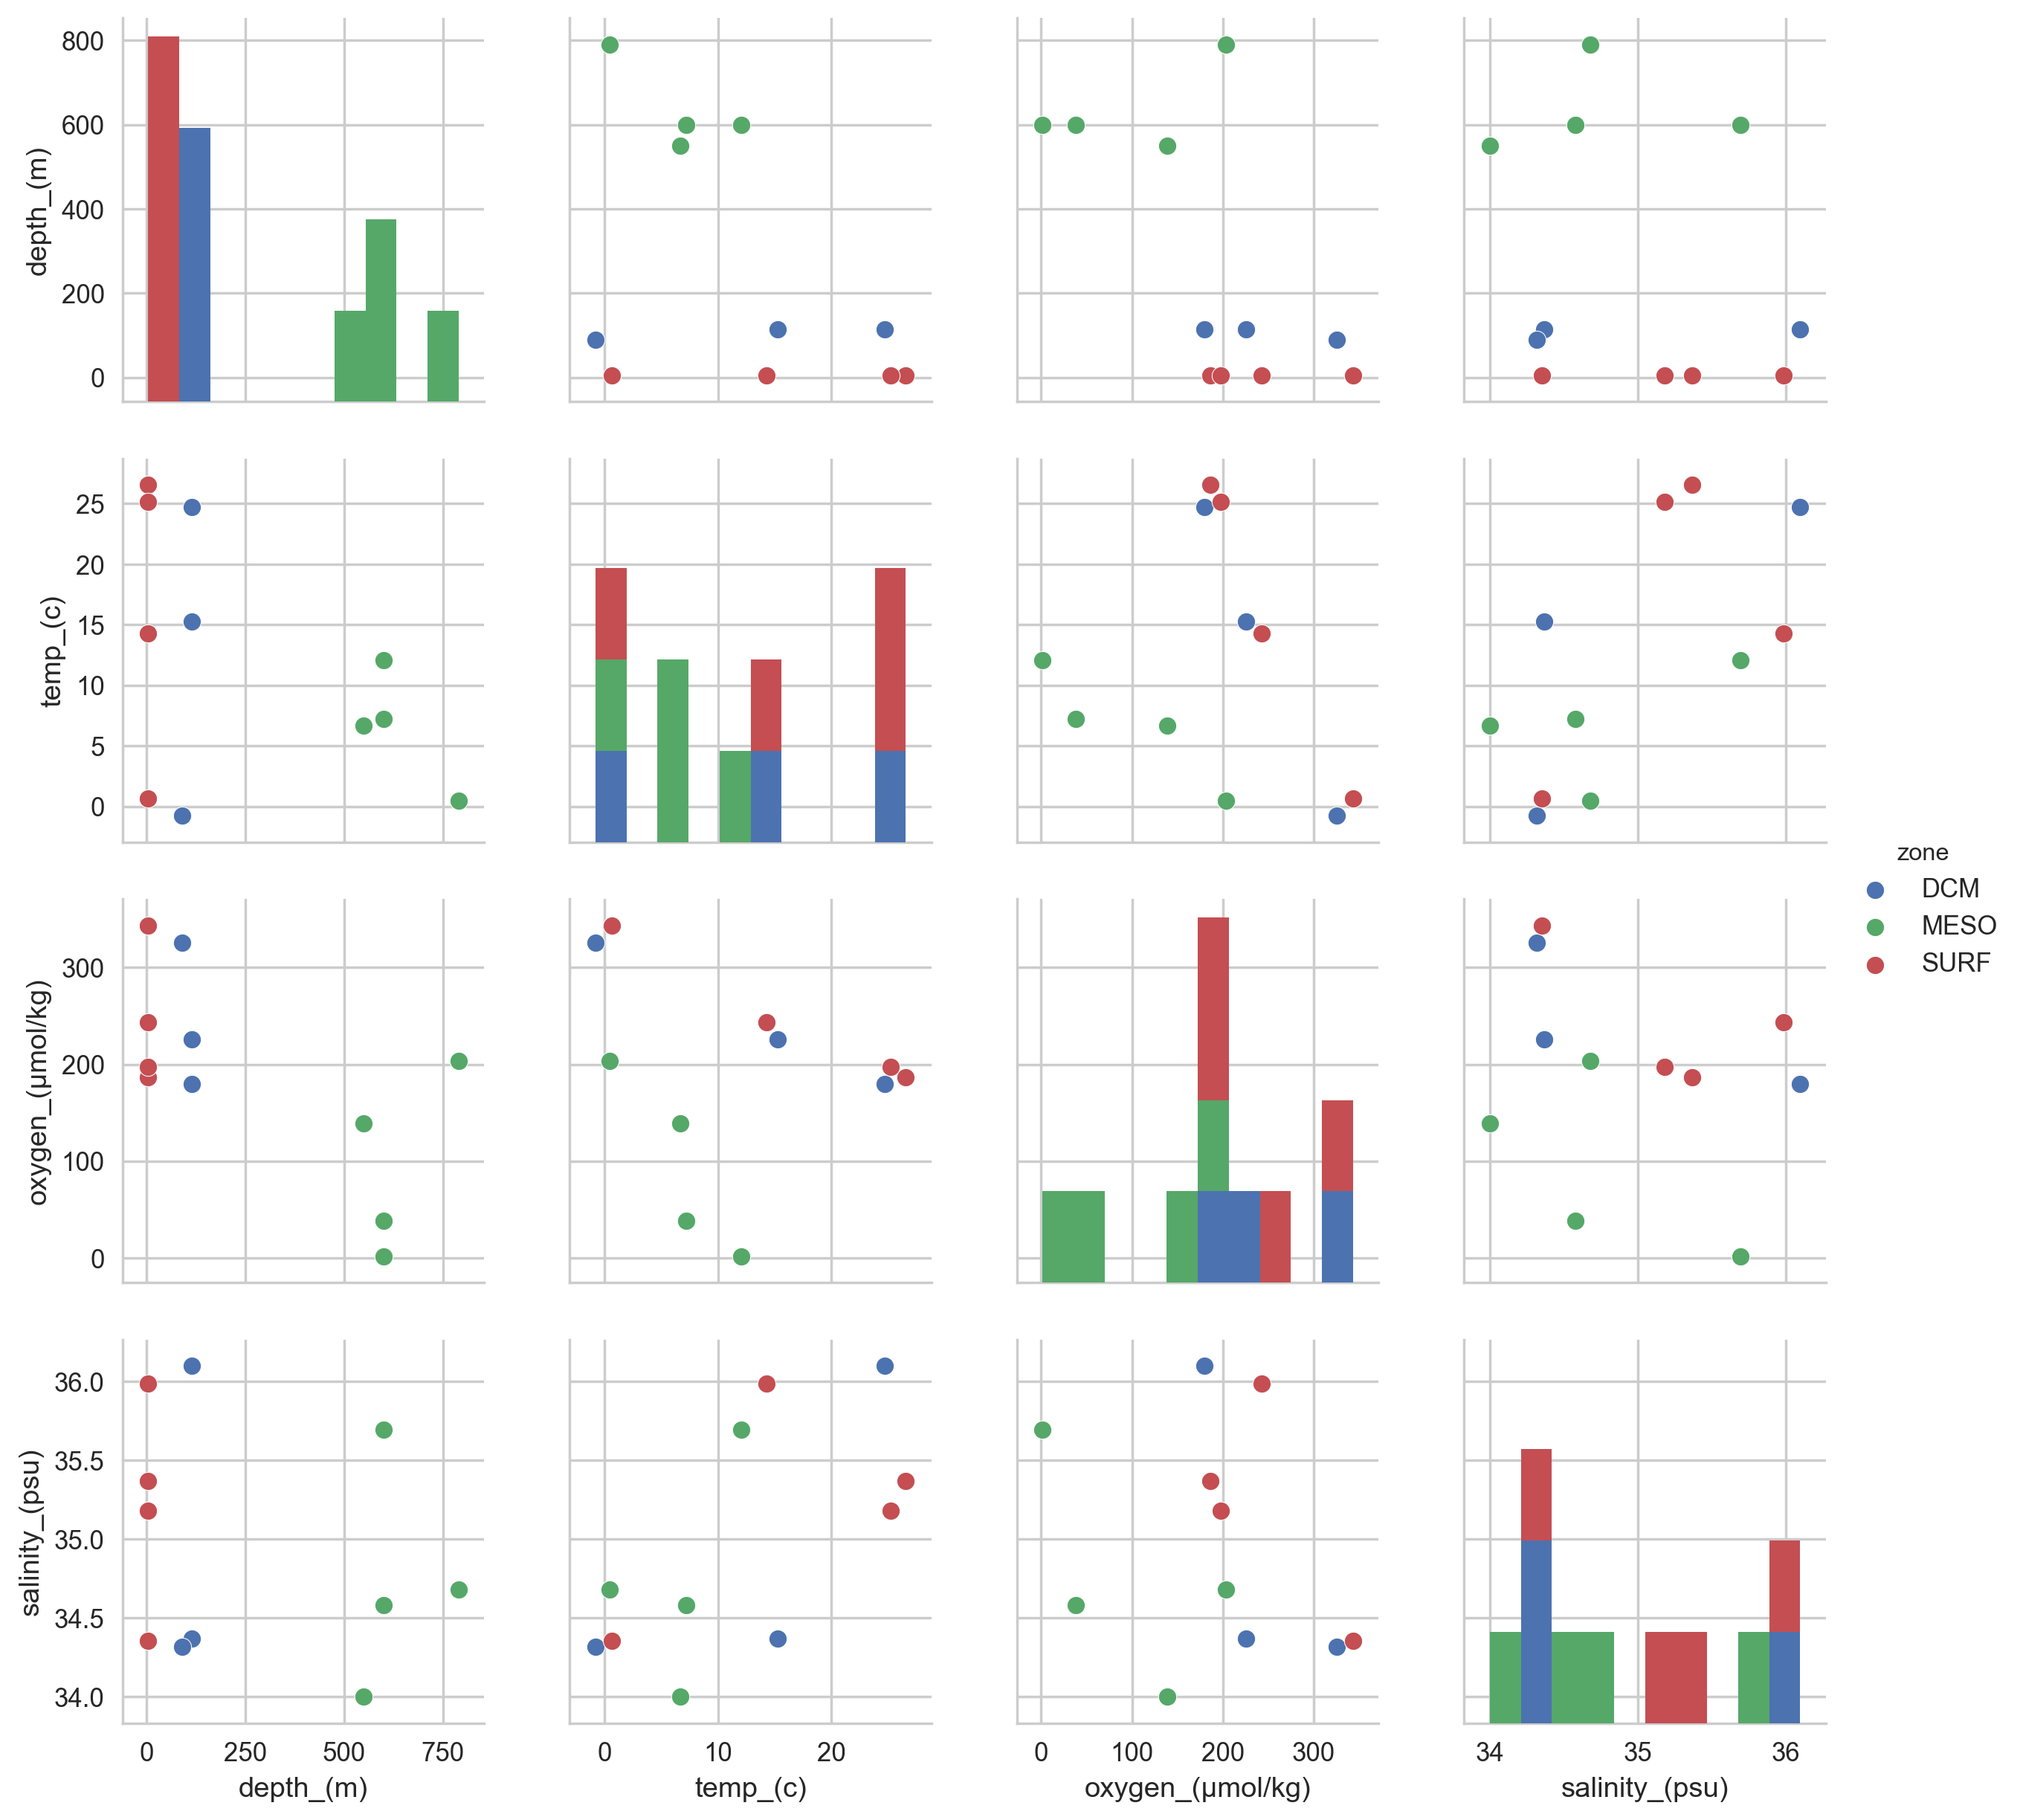 800
600
400
200
0
depth_(m)
25
20
15
10
5
0
temp_(c)
300
200
100
0
oxygen_(µmol/kg)
36.0
35.5
35.0
34.5
34.0
salinity_(psu)
0 250 500 750
depth_(m)
0 10 20
temp_(c)
0 100 200 300
oxygen_(µmol/kg)
34 35 36
salinity_(psu)
zone
DCM
MESO
SURF